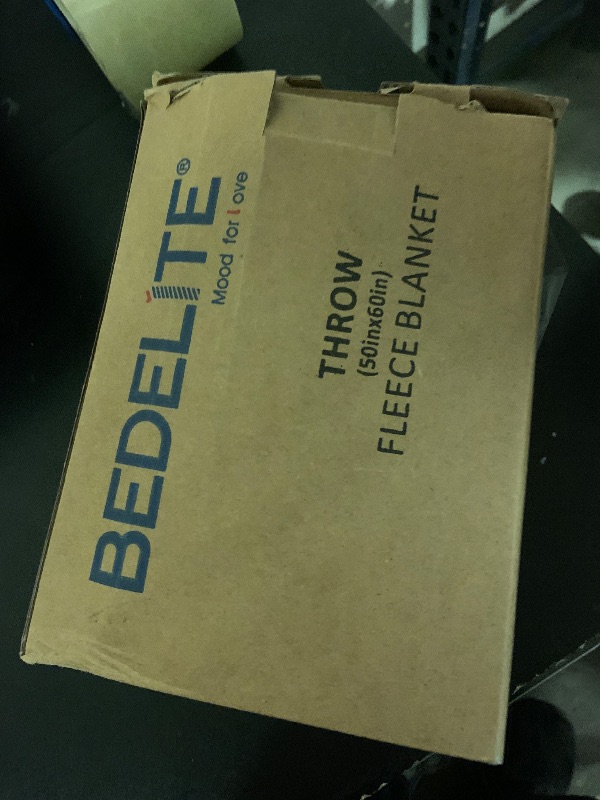 BEDELITE®
Mood for Love
THROW
(50inx60in)
FLEECE BLANKET